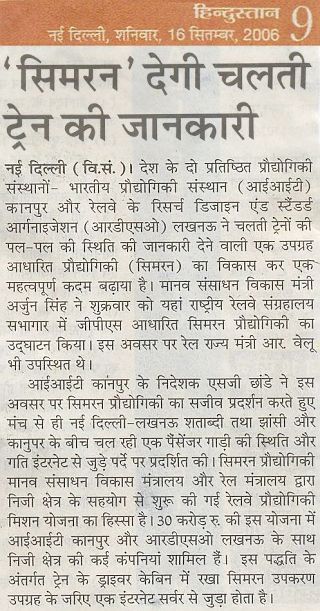 हिन्दुस्तान 9
नई दिल्ली, शनिवार, 16 सितम्बर, 2006
'सिमरन' देगी चलती
ट्रेन की जानकारी
नई दिल्ली (वि.सं.)। देश के दो प्रतिष्ठित प्रौद्योगिकी
संस्थानों- भारतीय प्रौद्योगिकी संस्थान (आईआईटी)
कानपुर और रेलवे के रिसर्च डिजाइन एंड स्टैंडर्ड
आर्गनाइजेशन (आरडीएसओ) लखनऊ ने चलती ट्रेनों की
पल-पल की स्थिति की जानकारी देने वाली एक उपग्रह
आधारित प्रौद्योगिकी (सिमरन) का विकास कर एक
महत्वपूर्ण कदम बढ़ाया है। मानव संसाधन विकास मंत्री
अर्जुन सिंह ने शुक्रवार को यहां राष्ट्रीय रेलवे संग्रहालय
सभागार में जीपीएस आधारित सिमरन प्रौद्योगिकी का
उद्घाटन किया। इस अवसर पर रेल राज्य मंत्री आर. वेलू
भी उपस्थित थे।
आईआईटी कानपुर के निदेशक एसजी छांडे ने इस
अवसर पर सिमरन प्रौद्योगिकी का सजीव प्रदर्शन करते हुए
मंच से ही नई दिल्ली-लखनऊ शताब्दी तथा झांसी और
कानुपर के बीच चल रही एक पैसेंजर गाड़ी की स्थिति और
गति इंटरनेट से जुड़े पर्दे पर प्रदर्शित की। सिमरन प्रौद्योगिकी
मानव संसाधन विकास मंत्रालय और रेल मंत्रालय द्वारा
निजी क्षेत्र के सहयोग से शुरू की गई रेलवे प्रौद्योगिकी
मिशन योजना का हिस्सा है। 30 करोड़ रु. की इस योजना में
आईआईटी कानपुर और आरडीएसओ लखनऊ के साथ
निजी क्षेत्र की कई कंपनियां शामिल हैं। इस पद्धति के
अंतर्गत ट्रेन के ड्राइवर केबिन में रखा सिमरन उपकरण
उपग्रह के जरिए एक इंटरनेट सर्वर से जुड़ा होता है।